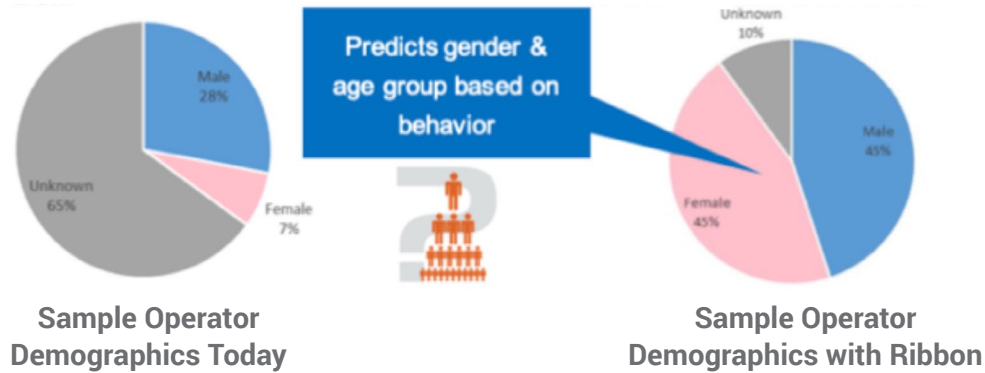 Male
28%
Unknown
65%
Female
7%
Sample Operator
Demographics Today
Predicts gender &
age group based on
behavior
Unknown
10%
Male
45%
Female
45%
Sample Operator
Demographics with Ribbon